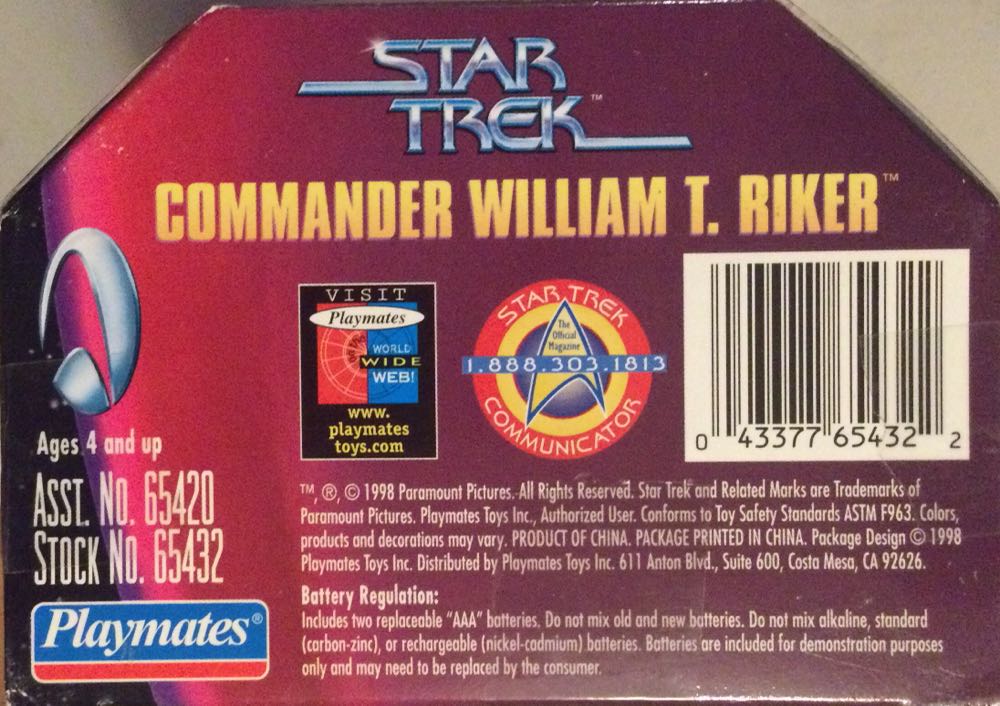 STAR
TREK™
COMMANDER WILLIAM T. RIKER™
VISIT
Playmates
WORLD
WIDE
WEB!
www.
playmates
toys.com
STAR TREK
The
Official
Magazine
1.888.303.1813
COMMUNICATOR
0 43377 65432 2
Ages 4 and up
ASST. NO. 65420
STOCK NO. 65432
Playmates®
™, ®, © 1998 Paramount Pictures. All Rights Reserved. Star Trek and Related Marks are Trademarks of
Paramount Pictures. Playmates Toys Inc., Authorized User. Conforms to Toy Safety Standards ASTM F963. Colors,
products and decorations may vary. PRODUCT OF CHINA. PACKAGE PRINTED IN CHINA. Package Design © 1998
Playmates Toys Inc. Distributed by Playmates Toys Inc. 611 Anton Blvd., Suite 600, Costa Mesa, CA 92626.
Battery Regulation:
Includes two replaceable "AAA" batteries. Do not mix old and new batteries. Do not mix alkaline, standard
(carbon-zinc), or rechargeable (nickel-cadmium) batteries. Batteries are included for demonstration purposes
only and may need to be replaced by the consumer.